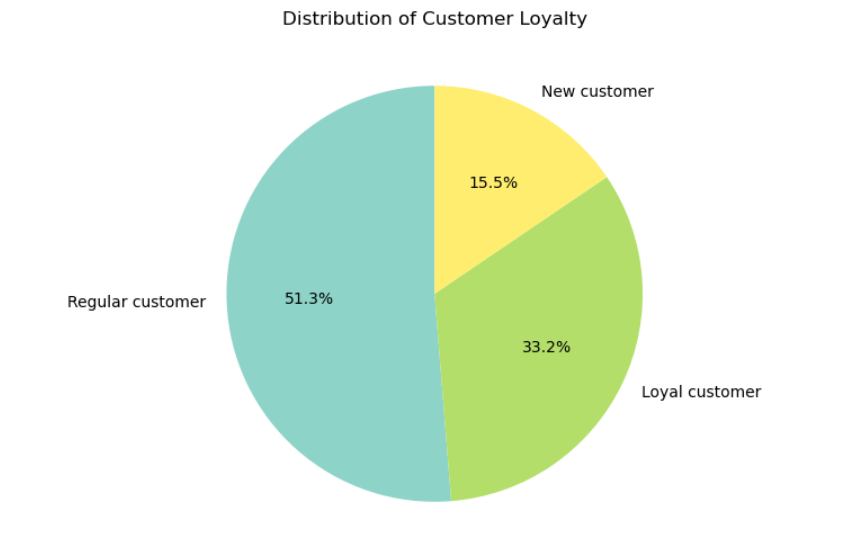 Distribution of Customer Loyalty
New customer
15.5%
Regular customer
51.3%
33.2%
Loyal customer